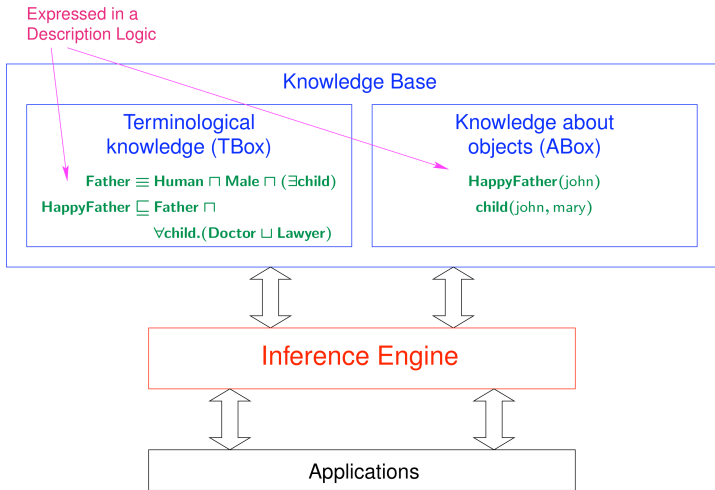 Expressed in a
Description Logic
Knowledge Base
Terminological
knowledge (TBox)
Father ≡ Human ⊓ Male ⊓ (∃child)
HappyFather ⊑ Father ⊓
∀child.(Doctor ⊔ Lawyer)
Knowledge about
objects (ABox)
HappyFather(john)
child(john, mary)
Inference Engine
Applications